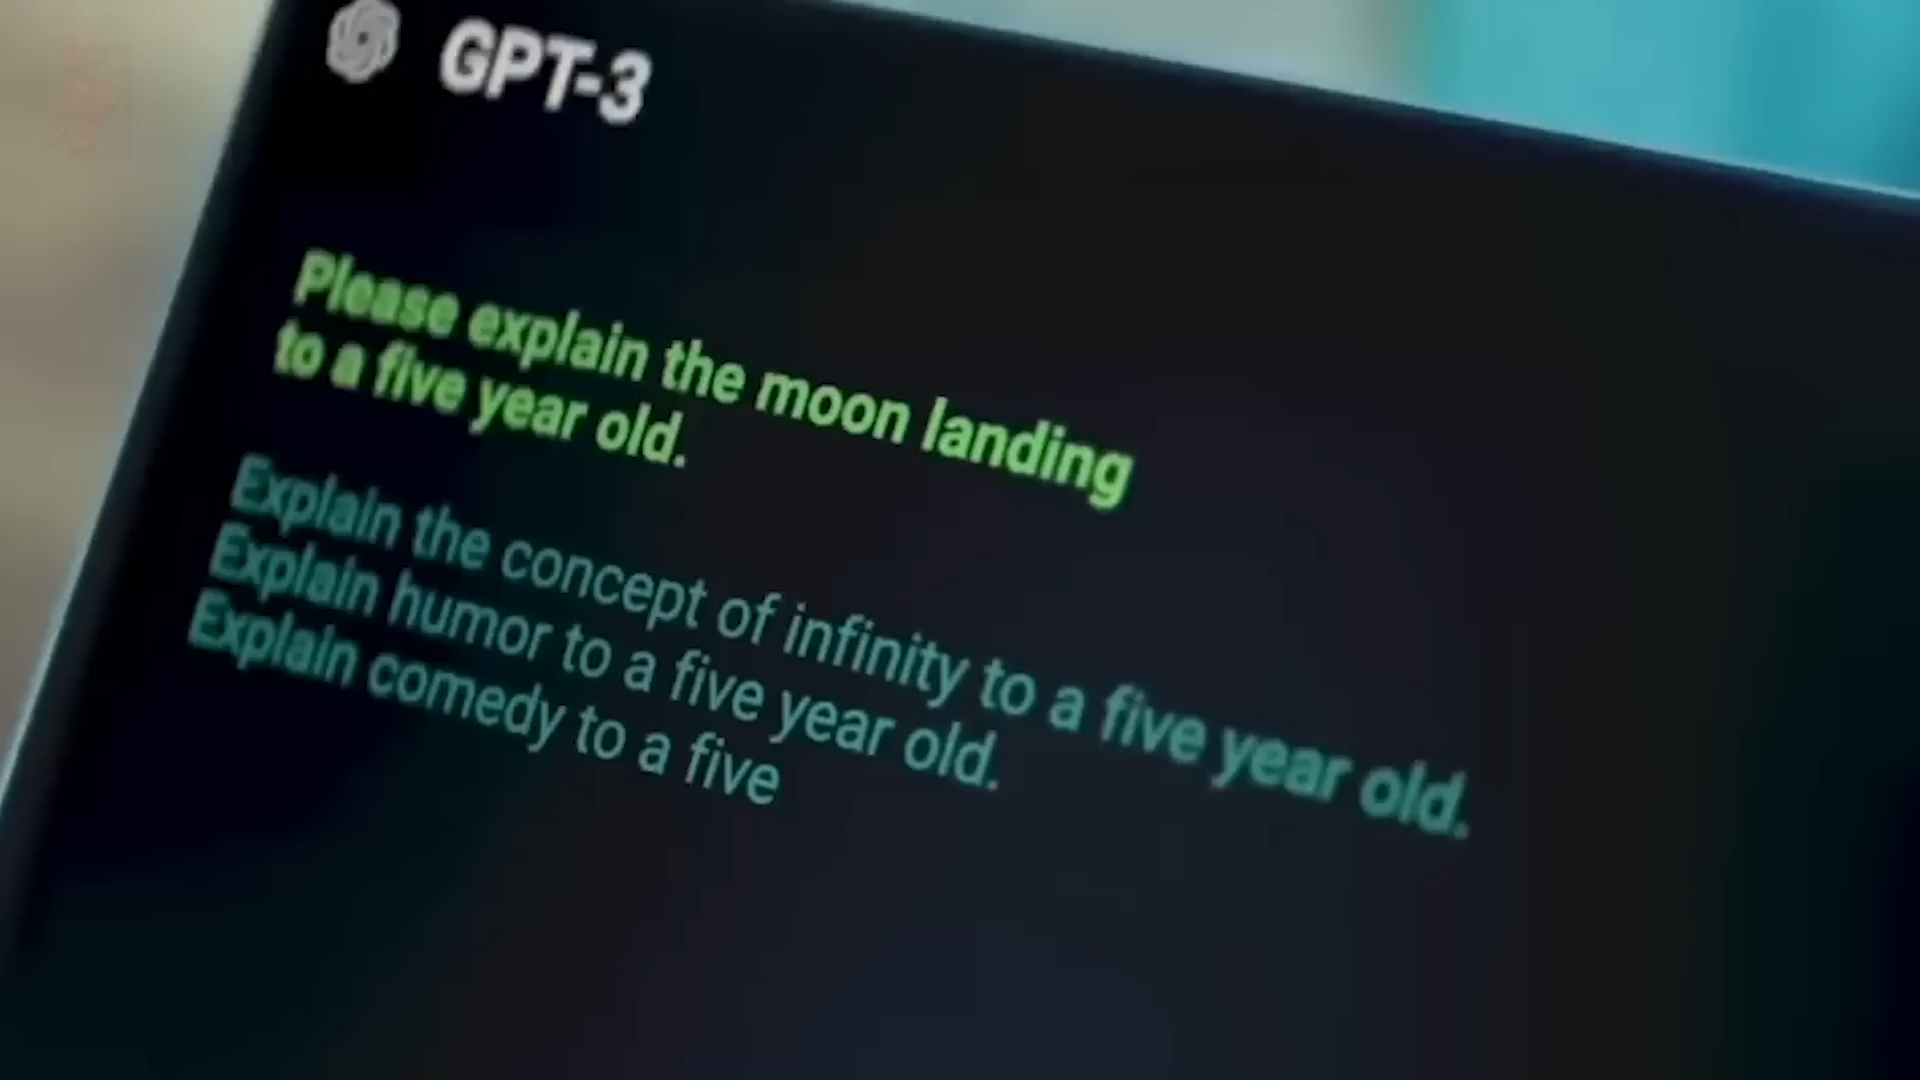 GPT-3
Please explain the moon landing
to a five year old.
Explain the concept of infinity to a five year old.
Explain humor to a five year old.
Explain comedy to a five